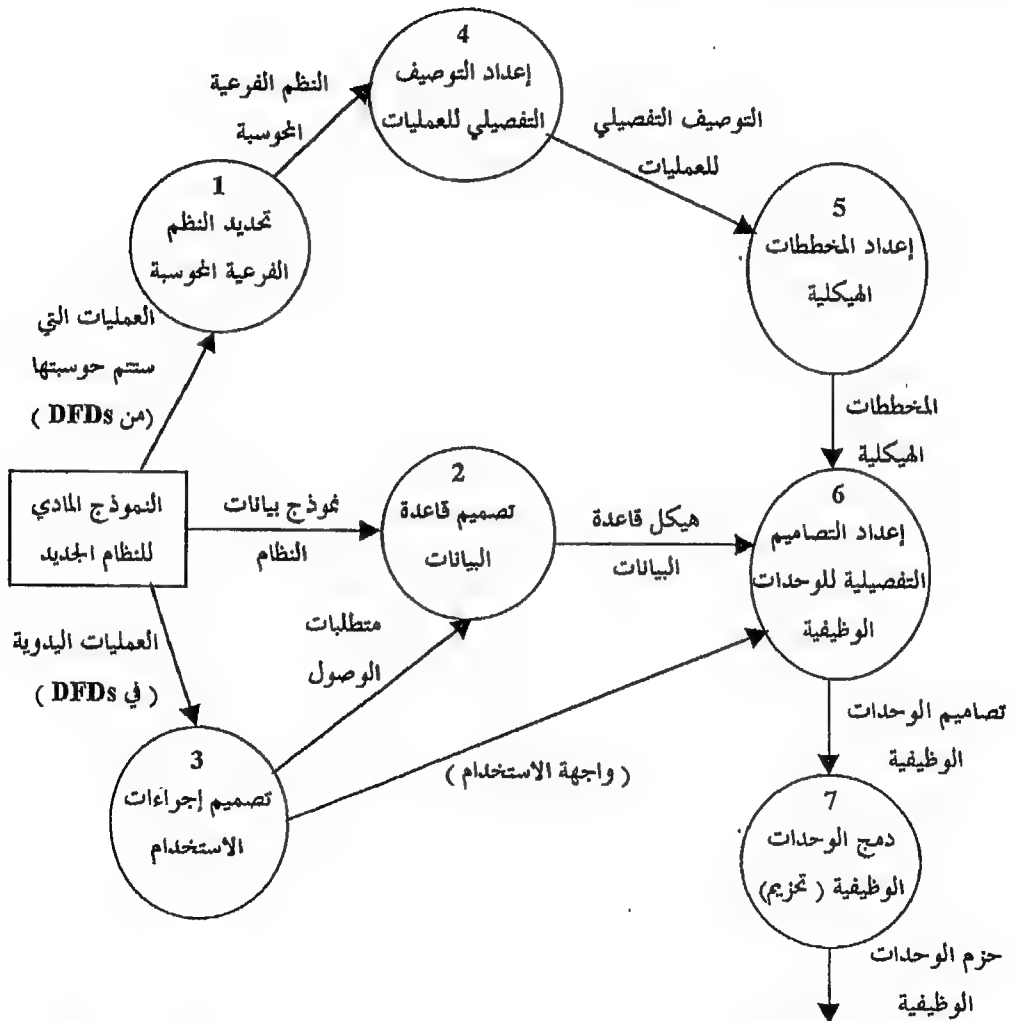 4
إعداد التوصيف
التفصيلي للعمليات
النظم الفرعية
المحوسبة
التوصيف التفصيلي
للعمليات
1
تحديد النظم
الفرعية المحوسبة
5
إعداد المخططات
الهيكلية
العمليات التي
ستتم حوسبتها
(من DFDs )
المخططات
الهيكلية
النموذج المادي
للنظام الجديد
نموذج بيانات
النظام
2
تصميم قاعدة
البيانات
هيكل قاعدة
البيانات
6
إعداد التصاميم
التفصيلية للوحدات
الوظيفية
العمليات اليدوية
( في DFDs )
متطلبات
الوصول
3
تصميم إجراءات
الاستخدام
( واجهة الاستخدام )
تصاميم الوحدات
الوظيفية
7
دمج الوحدات
الوظيفية ( تحزيم)
حزم الوحدات
الوظيفية